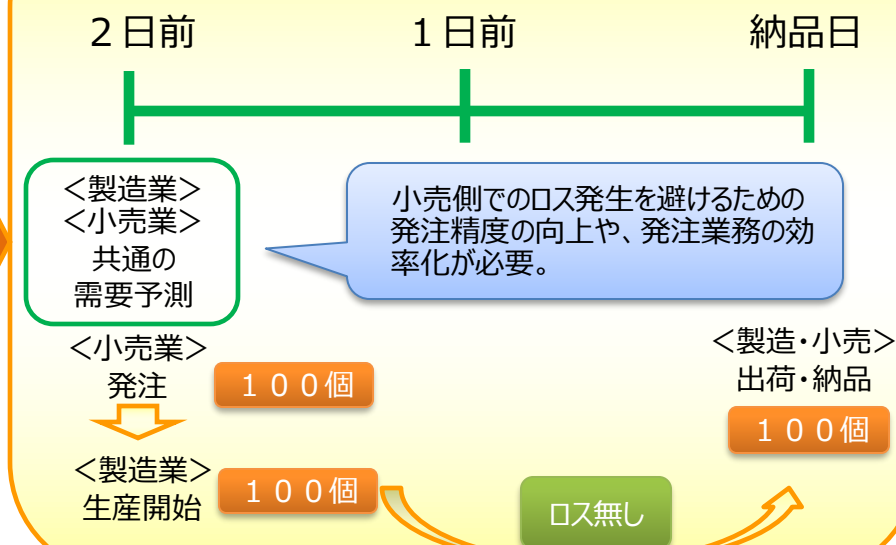 2日前
1日前
納品日
<製造業>
<小売業>
共通の
需要予測
小売側でのロス発生を避けるための
発注精度の向上や、発注業務の効
率化が必要。
<小売業>
発注
100個
<製造業>
生産開始
100個
ロス無し
<製造・小売>
出荷・納品
100個